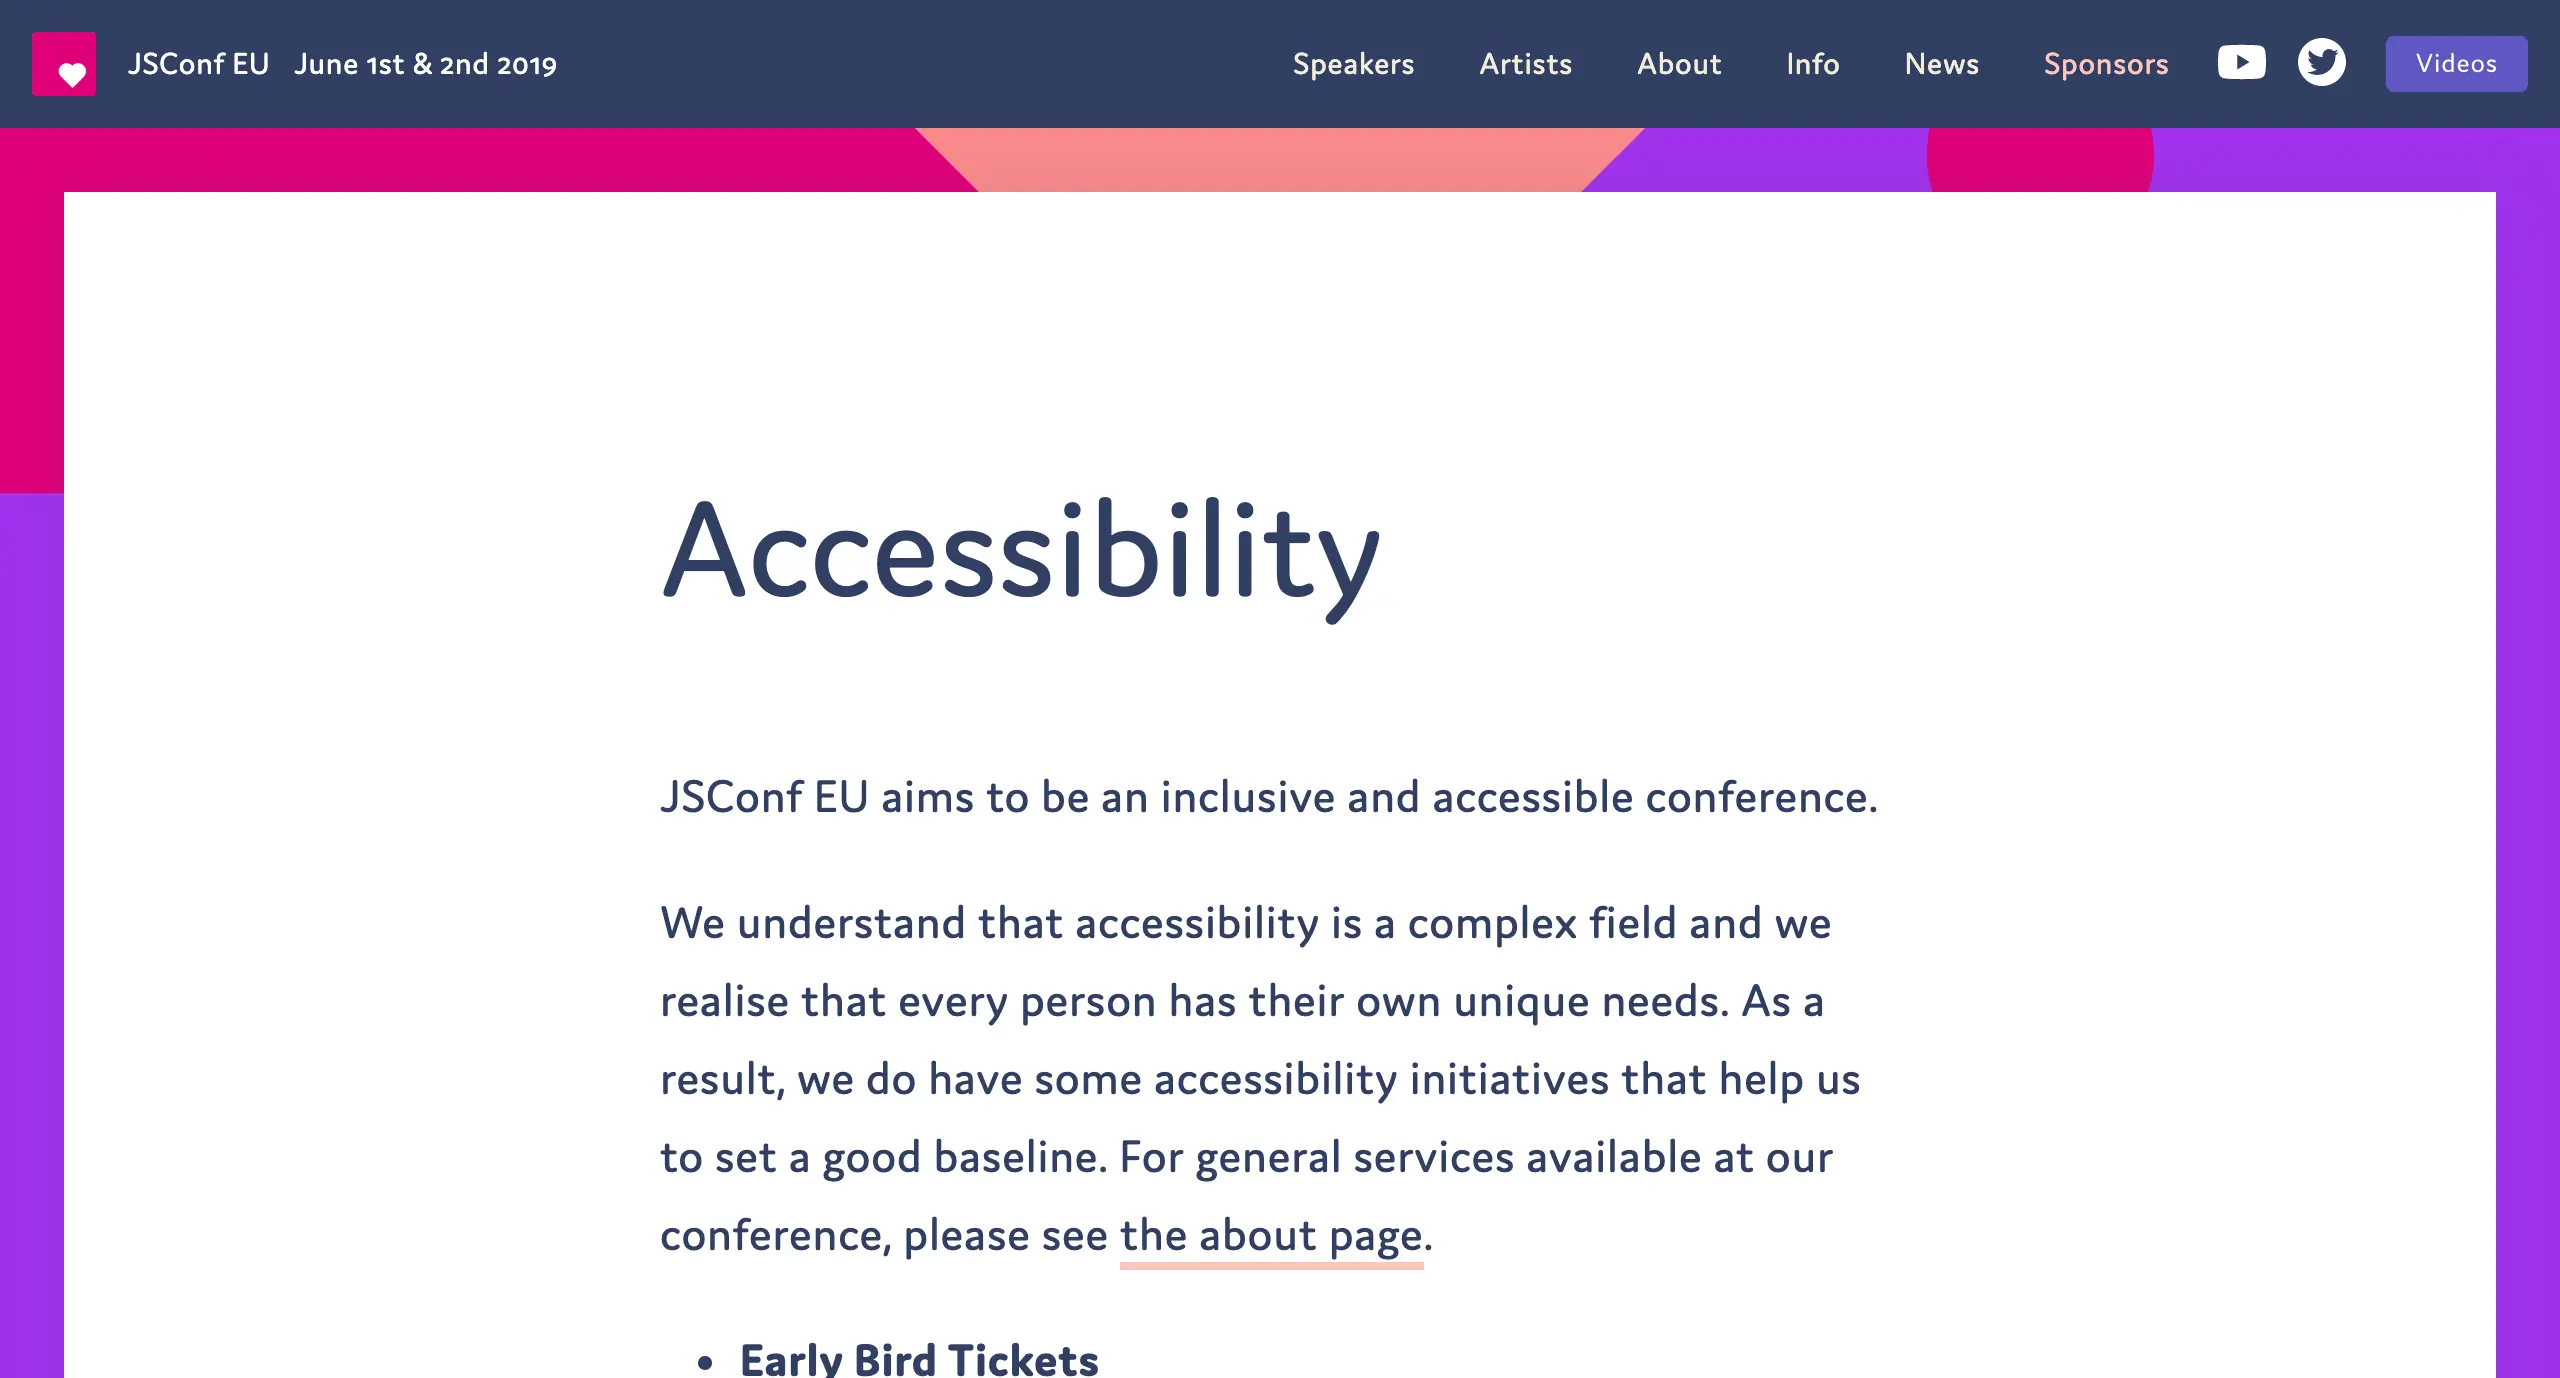 JSConf EU June 1st & 2nd 2019 Speakers Artists About Info News Sponsors Videos
Accessibility
JSConf EU aims to be an inclusive and accessible conference.
We understand that accessibility is a complex field and we
realise that every person has their own unique needs. As a
result, we do have some accessibility initiatives that help us
to set a good baseline. For general services available at our
conference, please see the about page.
• Early Bird Tickets